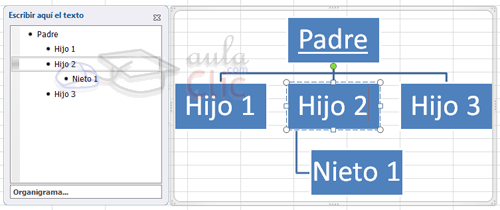 Escribir aquí el texto
Padre
Hijo 1
Hijo 2
Nieto 1
Hijo 3
Organigrama...
aula
.com
CLIC
Padre
Hijo 1
Hijo 2
Hijo 3
Nieto 1